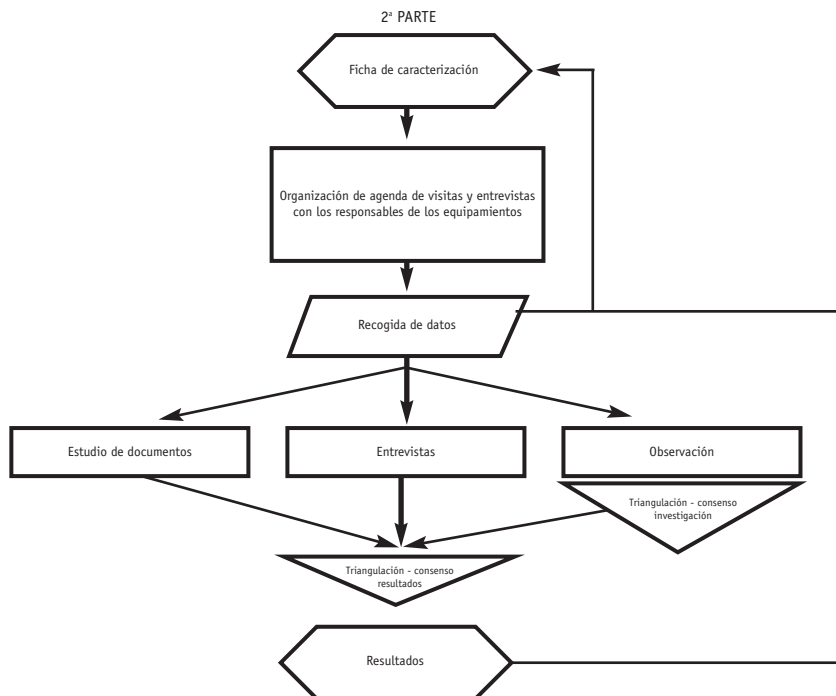 2ª PARTE
Ficha de caracterización
Organización de agenda de visitas y entrevistas
con los responsables de los equipamientos
Recogida de datos
Estudio de documentos
Entrevistas
Observación
Triangulación - consenso
investigación
Triangulación - consenso
resultados
Resultados